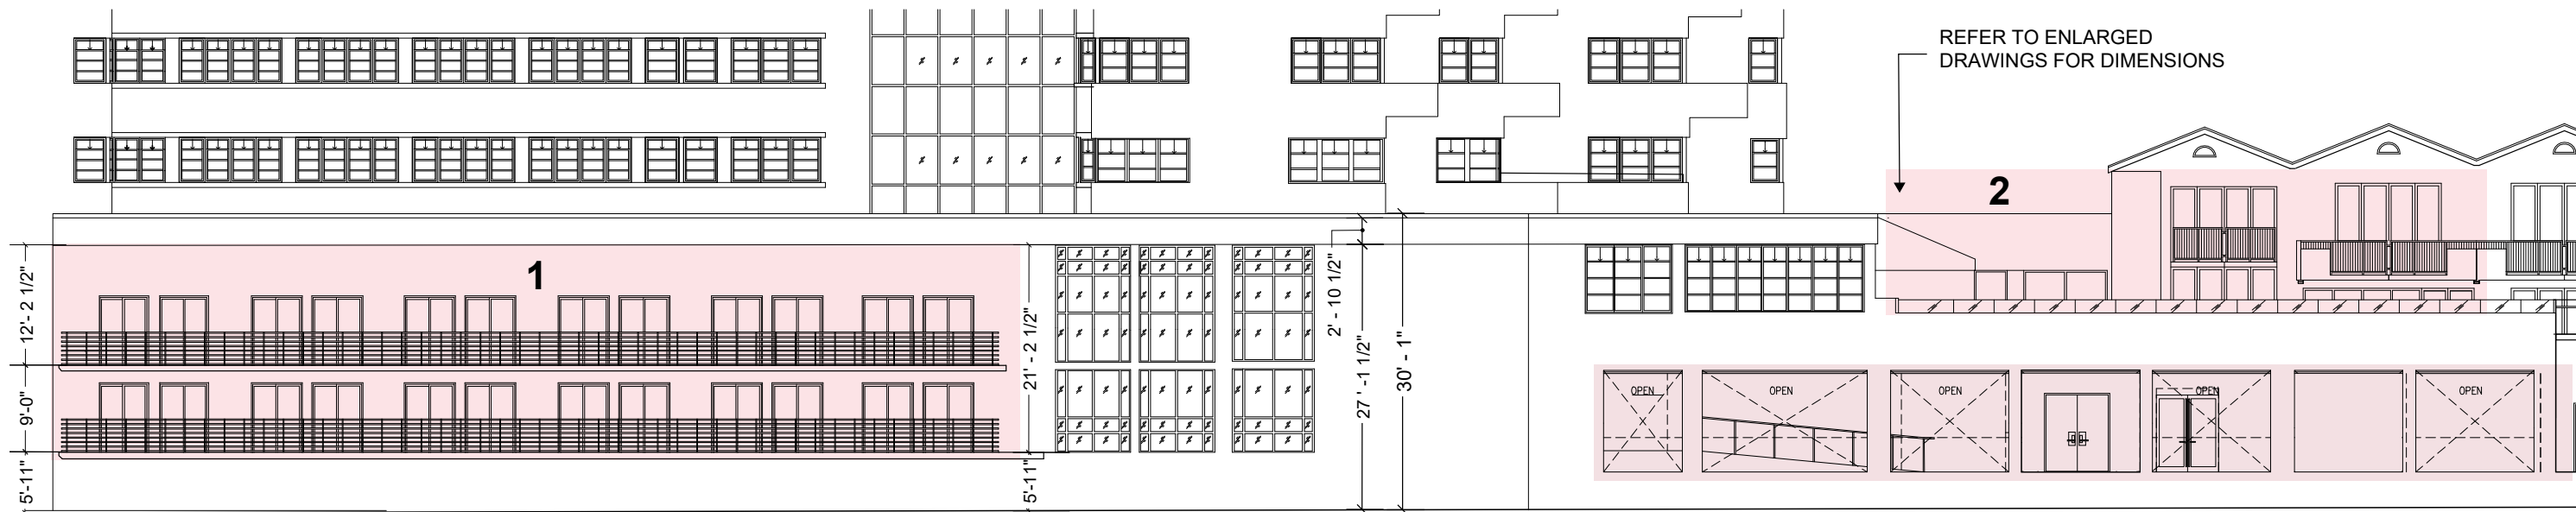 REFER TO ENLARGED
DRAWINGS FOR DIMENSIONS
2
1
12'- 2 1/2"
9'-0"
5'-11"
21' - 2 1/2"
5'-11"
2' - 10 1/2"
27' -1 1/2"
30' - 1"
OPEN
OPEN
OPEN
OPEN
OPEN